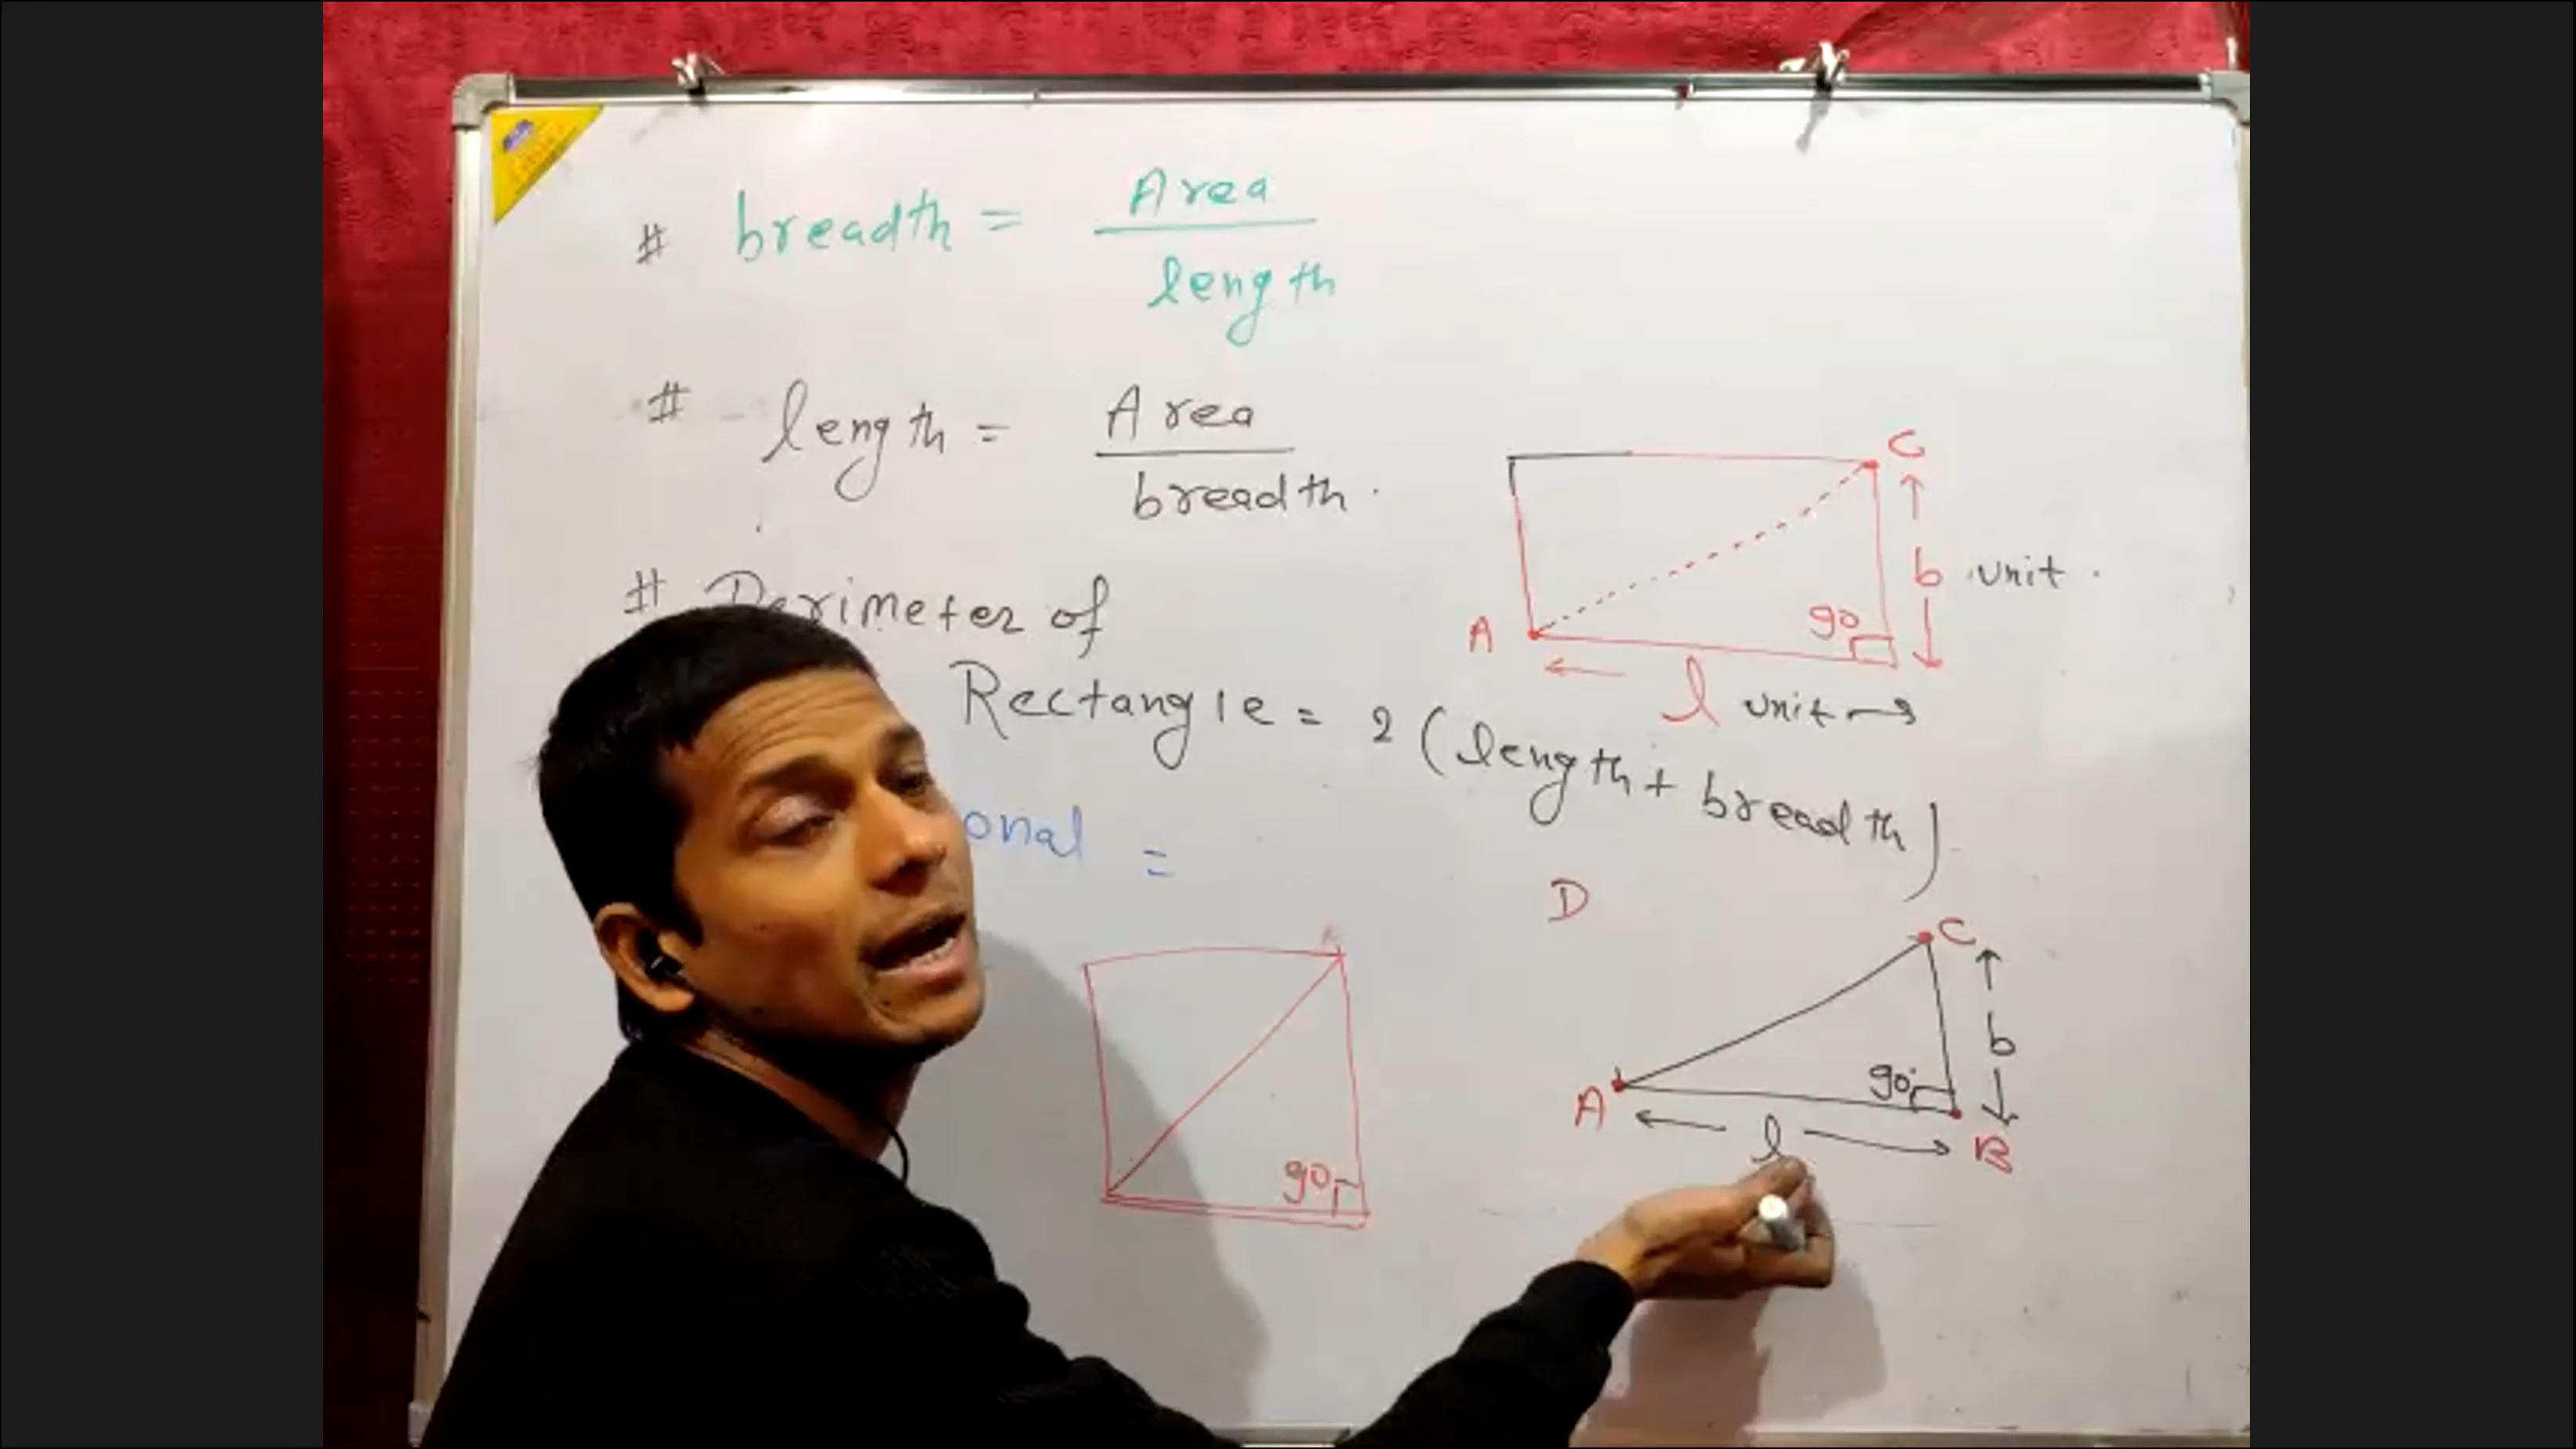 # breadth = Area
length
# length = Area
breadth.
# Perimeter of
Rectangle = 2 (length + breadth)
onal =
C
b unit.
90
A
l unit
D
C
b
90°
A
l
B
90